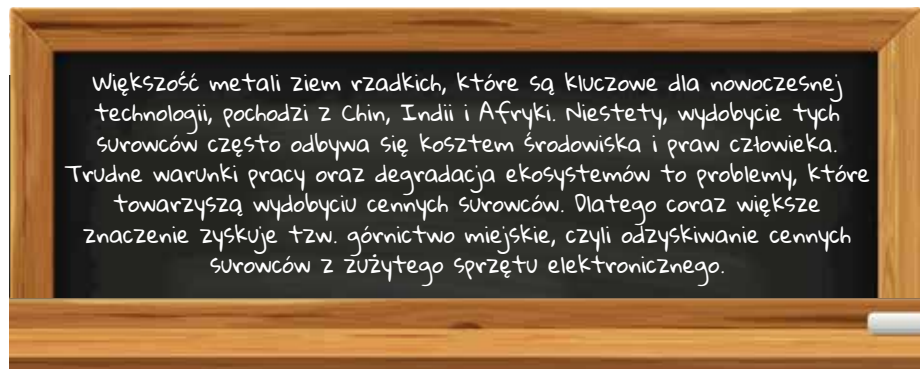 Większość metali ziem rzadkich, które są kluczowe dla nowoczesnej
technologii, pochodzi z Chin, Indii i Afryki. Niestety, wydobycie tych
surowców często odbywa się kosztem środowiska i praw człowieka.
Trudne warunki pracy oraz degradacja ekosystemów to problemy, które
towarzyszą wydobyciu cennych surowców. Dlatego coraz większe
znaczenie zyskuje tzw. górnictwo miejskie, czyli odzyskiwanie cennych
surowców z zużytego sprzętu elektronicznego.